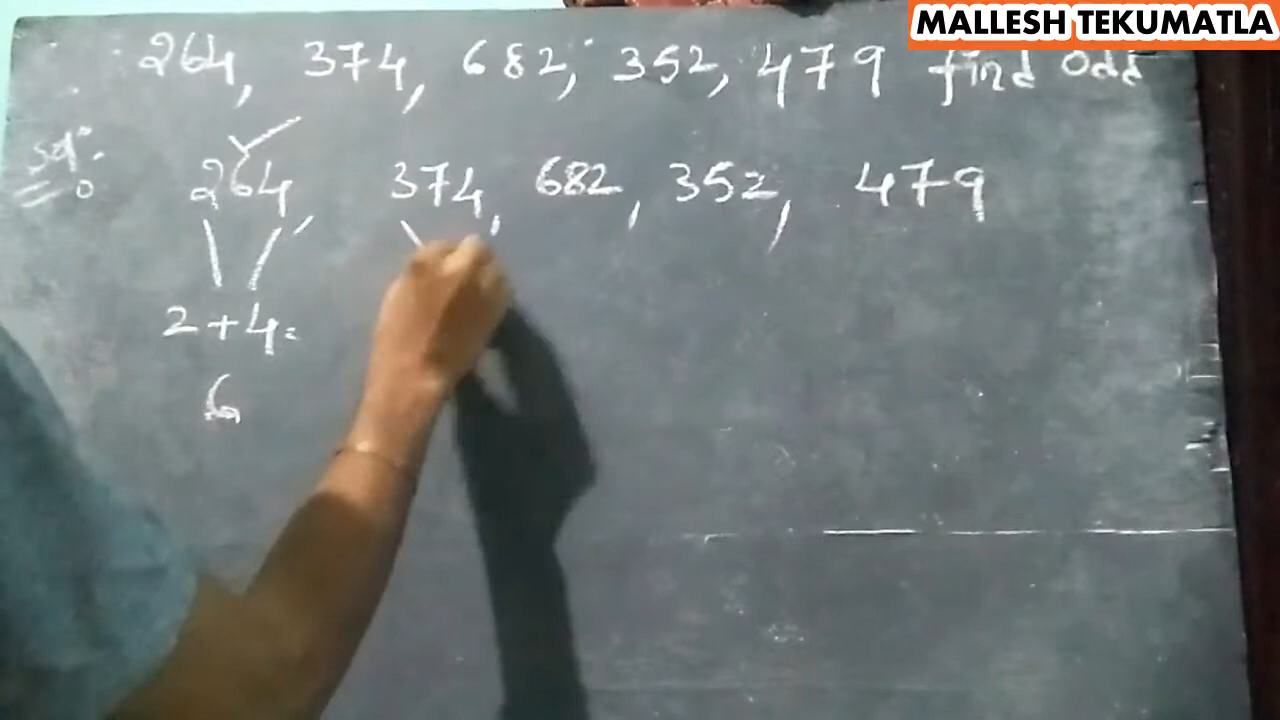 MALLESH TEKUMATLA
264, 374, 682, 352, 479 find odd
Sol:
264, 374, 682, 352, 479
2+4=
6